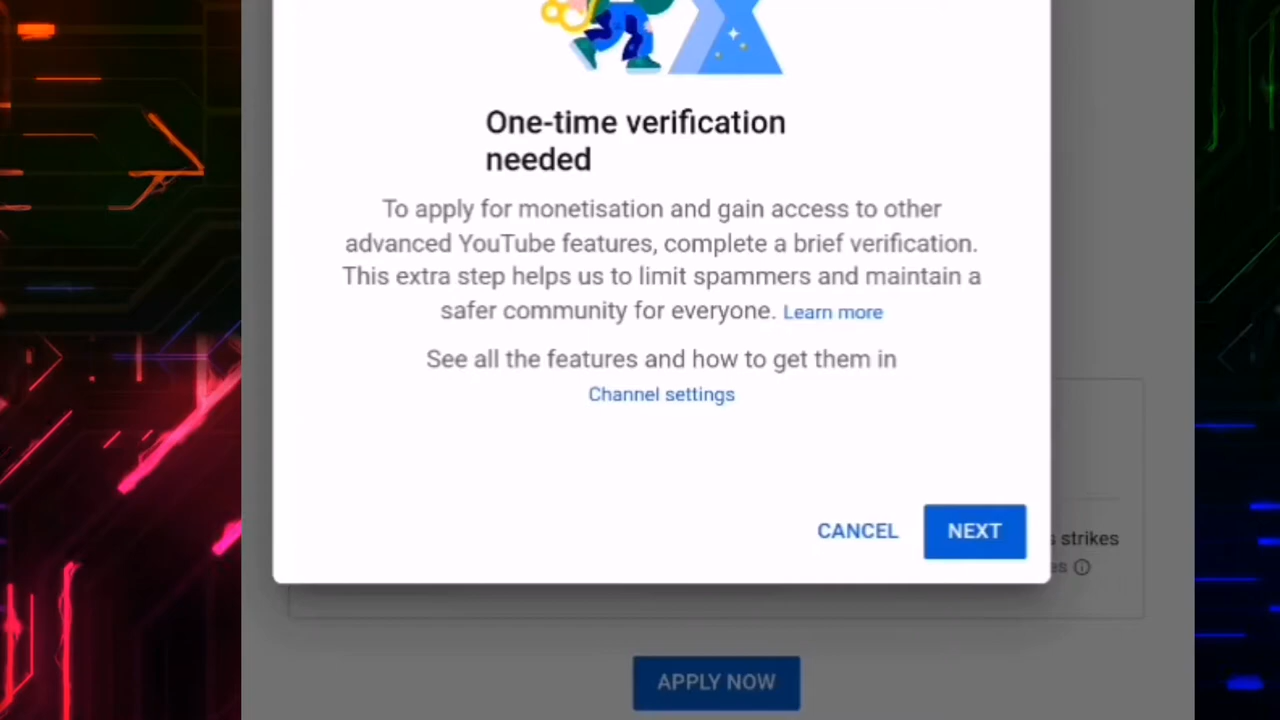 One-time verification
needed
To apply for monetisation and gain access to other
advanced YouTube features, complete a brief verification.
This extra step helps us to limit spammers and maintain a
safer community for everyone. Learn more
See all the features and how to get them in
Channel settings
CANCEL NEXT
strikes
APPLY NOW